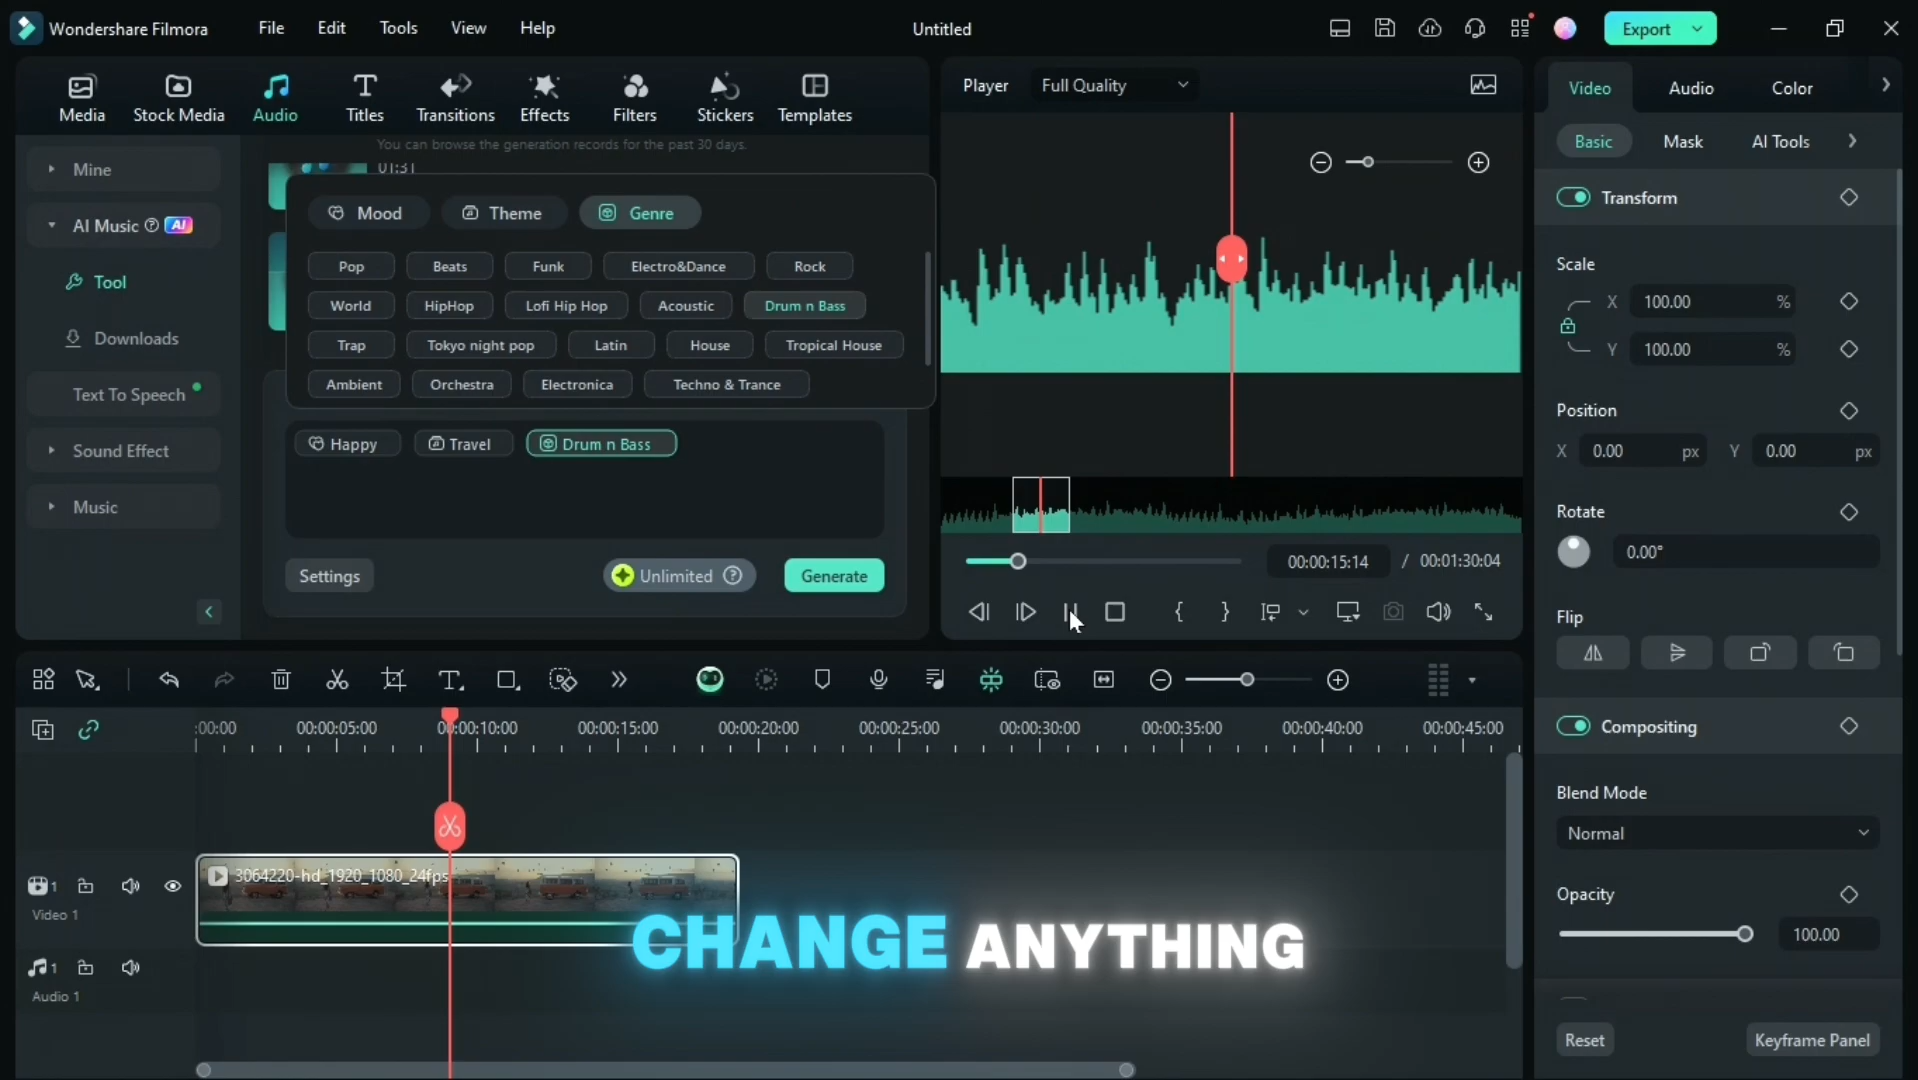 Wondershare Filmora
File
Edit
Tools
View
Help
Untitled
Export
Media
Stock Media
Audio
Titles
Transitions
Effects
Filters
Stickers
Templates
Player
Full Quality
Video
Audio
Color
Basic
Mask
AI Tools
You can browse the generation records for the past 30 days.
01:31
Mine
AI Music
AI
Tool
Downloads
Text To Speech
Sound Effect
Music
Mood
Theme
Genre
Pop
Beats
Funk
Electro&Dance
Rock
World
HipHop
Lofi Hip Hop
Acoustic
Drum n Bass
Trap
Tokyo night pop
Latin
House
Tropical House
Ambient
Orchestra
Electronica
Techno & Trance
Happy
Travel
Drum n Bass
Settings
Unlimited
Generate
00:00:15:14 / 00:01:30:04
Transform
Scale
X 100.00 %
Y 100.00 %
Position
X 0.00 px Y 0.00 px
Rotate
0.00°
Flip
Compositing
Blend Mode
Normal
Opacity
100.00
Reset
Keyframe Panel
:00:00
00:00:05:00
00:00:10:00
00:00:15:00
00:00:20:00
00:00:25:00
00:00:30:00
00:00:35:00
00:00:40:00
00:00:45:00
3064220-hd_1920_1080_24fps
1
Video 1
1
Audio 1
CHANGE ANYTHING